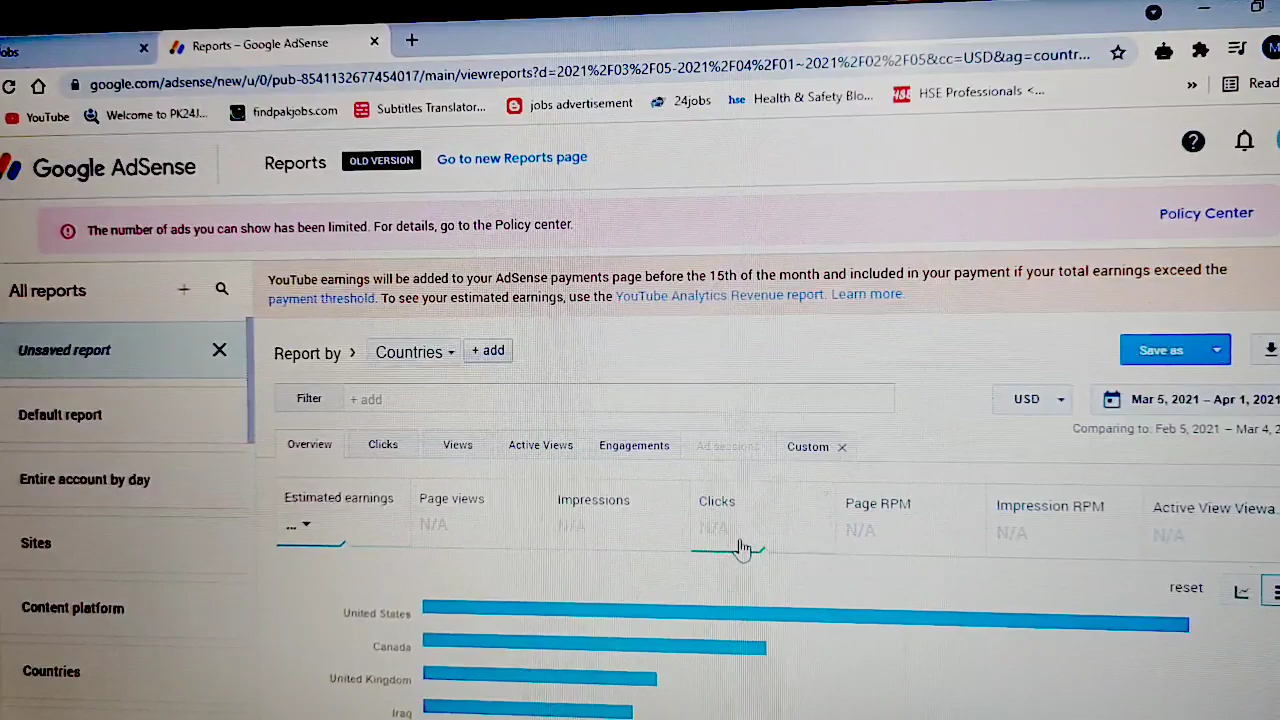 obs
Reports – Google AdSense
google.com/adsense/new/u/0/pub-8541132677454017/main/viewreports?d=2021%2F03%2F05-2021%2F04%2F01~2021%2F02%2F05&cc=USD&ag=countr...
YouTube
Welcome to PK24J...
findpakjobs.com
Subtitles Translator...
jobs advertisement
24jobs
hse Health & Safety Blo...
HSE HSE Professionals <...
»
Read
Google AdSense
Reports
OLD VERSION
Go to new Reports page
The number of ads you can show has been limited. For details, go to the Policy center.
Policy Center
All reports
YouTube earnings will be added to your AdSense payments page before the 15th of the month and included in your payment if your total earnings exceed the
payment threshold. To see your estimated earnings, use the YouTube Analytics Revenue report. Learn more.
Unsaved report
Default report
Entire account by day
Sites
Content platform
Countries
Report by > Countries + add
Save as
Filter + add
USD
Mar 5, 2021 – Apr 1, 2021
Comparing to: Feb 5, 2021 – Mar 4, 2
Overview Clicks Views Active Views Engagements Ad sessions Custom
Estimated earnings Page views Impressions Clicks Page RPM Impression RPM Active View Viewa
... N/A N/A N/A N/A N/A N/A
reset
United States
Canada
United Kingdom
Iraq